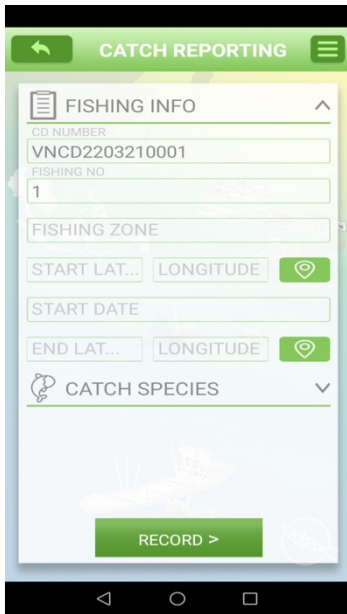 CATCH REPORTING
FISHING INFO
CD NUMBER
VNCD2203210001
FISHING NO
1
FISHING ZONE
START LAT... LONGITUDE
START DATE
END LAT... LONGITUDE
CATCH SPECIES
RECORD >